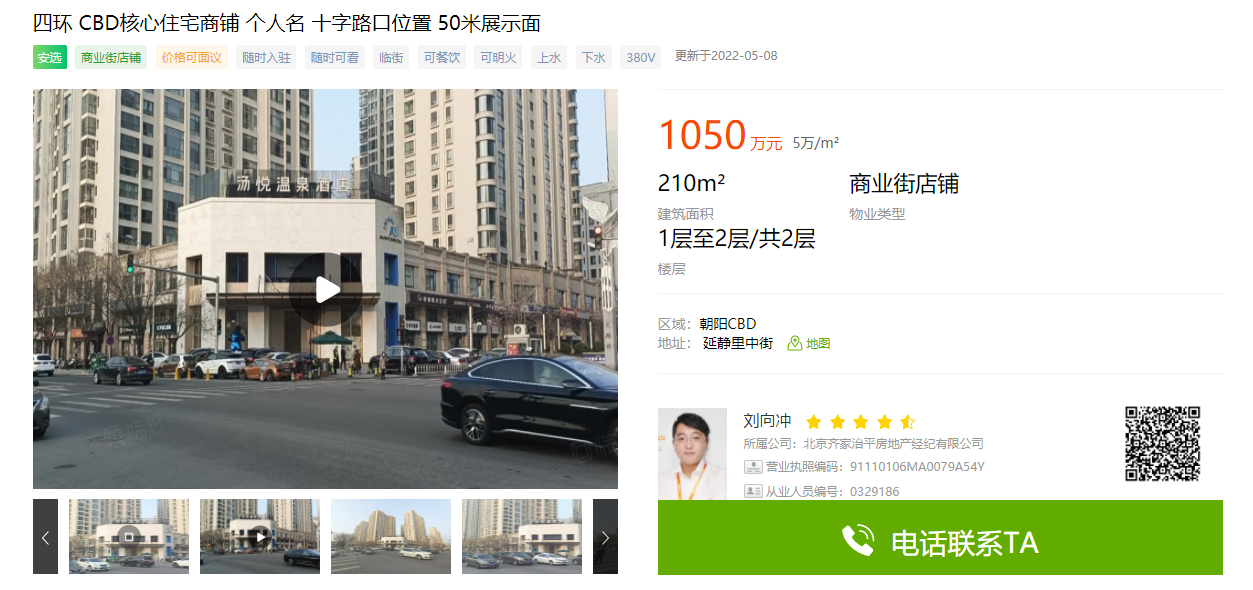 四环 CBD核心住宅商铺 个人名 十字路口位置 50米展示面
安选 商业街店铺 价格可面议 随时入驻 随时可看 临街 可餐饮 可明火 上水 下水 380V 更新于2022-05-08
汤悦温泉酒店
1050万元 5万/m²
210m² 商业街店铺
建筑面积 物业类型
1层至2层/共2层
楼层
区域： 朝阳CBD
地址： 延静里中街 地图
刘向冲
所属公司：北京齐家治平房地产经纪有限公司
营业执照编码：91110106MA0079A54Y
从业人员编号：0329186
电话联系TA